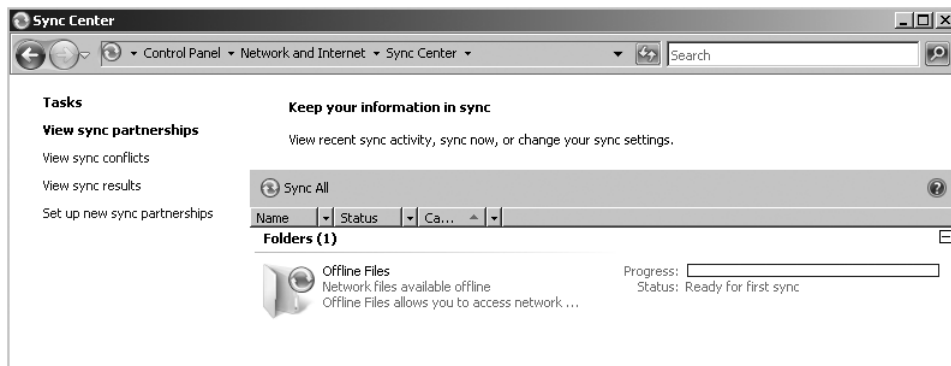 Sync Center
Control Panel Network and Internet Sync Center
Search
Tasks
View sync partnerships
View sync conflicts
View sync results
Set up new sync partnerships
Keep your information in sync
View recent sync activity, sync now, or change your sync settings.
Sync All
Name Status Ca...
Folders (1)
Offline Files
Network files available offline
Offline Files allows you to access network ...
Progress:
Status: Ready for first sync